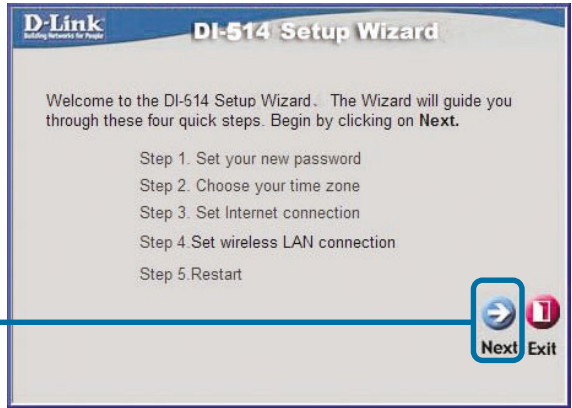 D-Link
Building Networks for People
DI-514 Setup Wizard
Welcome to the DI-514 Setup Wizard. The Wizard will guide you
through these four quick steps. Begin by clicking on Next.
Step 1. Set your new password
Step 2. Choose your time zone
Step 3. Set Internet connection
Step 4.Set wireless LAN connection
Step 5.Restart
Next Exit